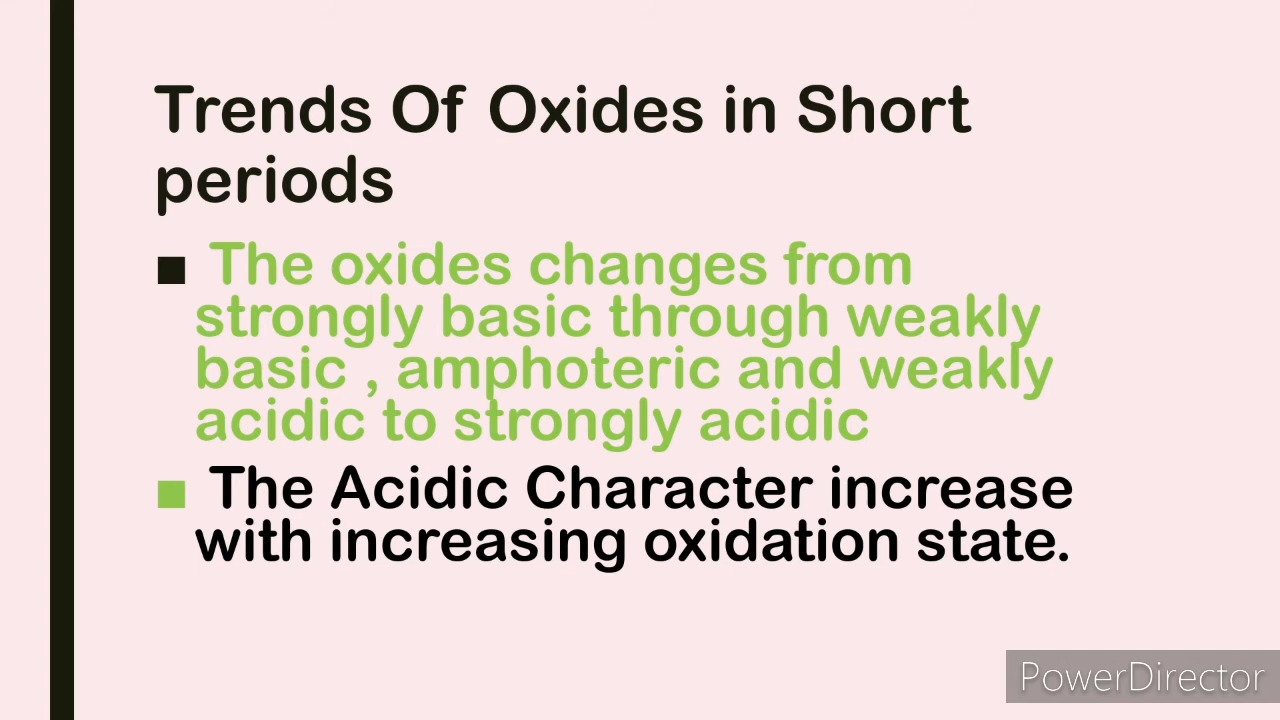 Trends Of Oxides in Short
periods
■ The oxides changes from
strongly basic through weakly
basic , amphoteric and weakly
acidic to strongly acidic
■ The Acidic Character increase
with increasing oxidation state.
PowerDirector